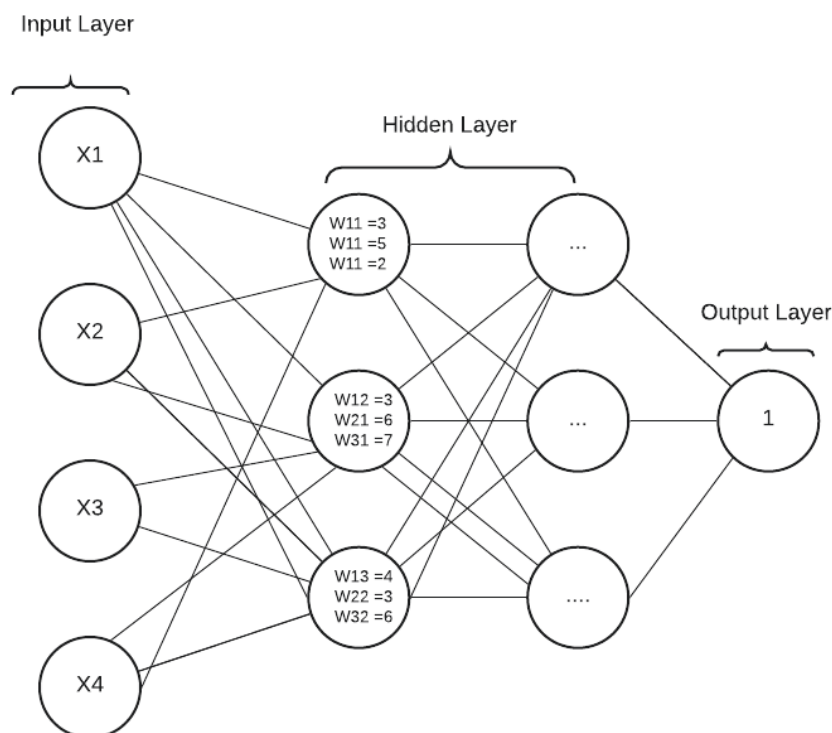 Input Layer
Hidden Layer
Output Layer
X1
X2
X3
X4
W11 =3
W11 =5
W11 =2
W12 =3
W21 =6
W31 =7
W13 =4
W22 =3
W32 =6
...
...
....
1